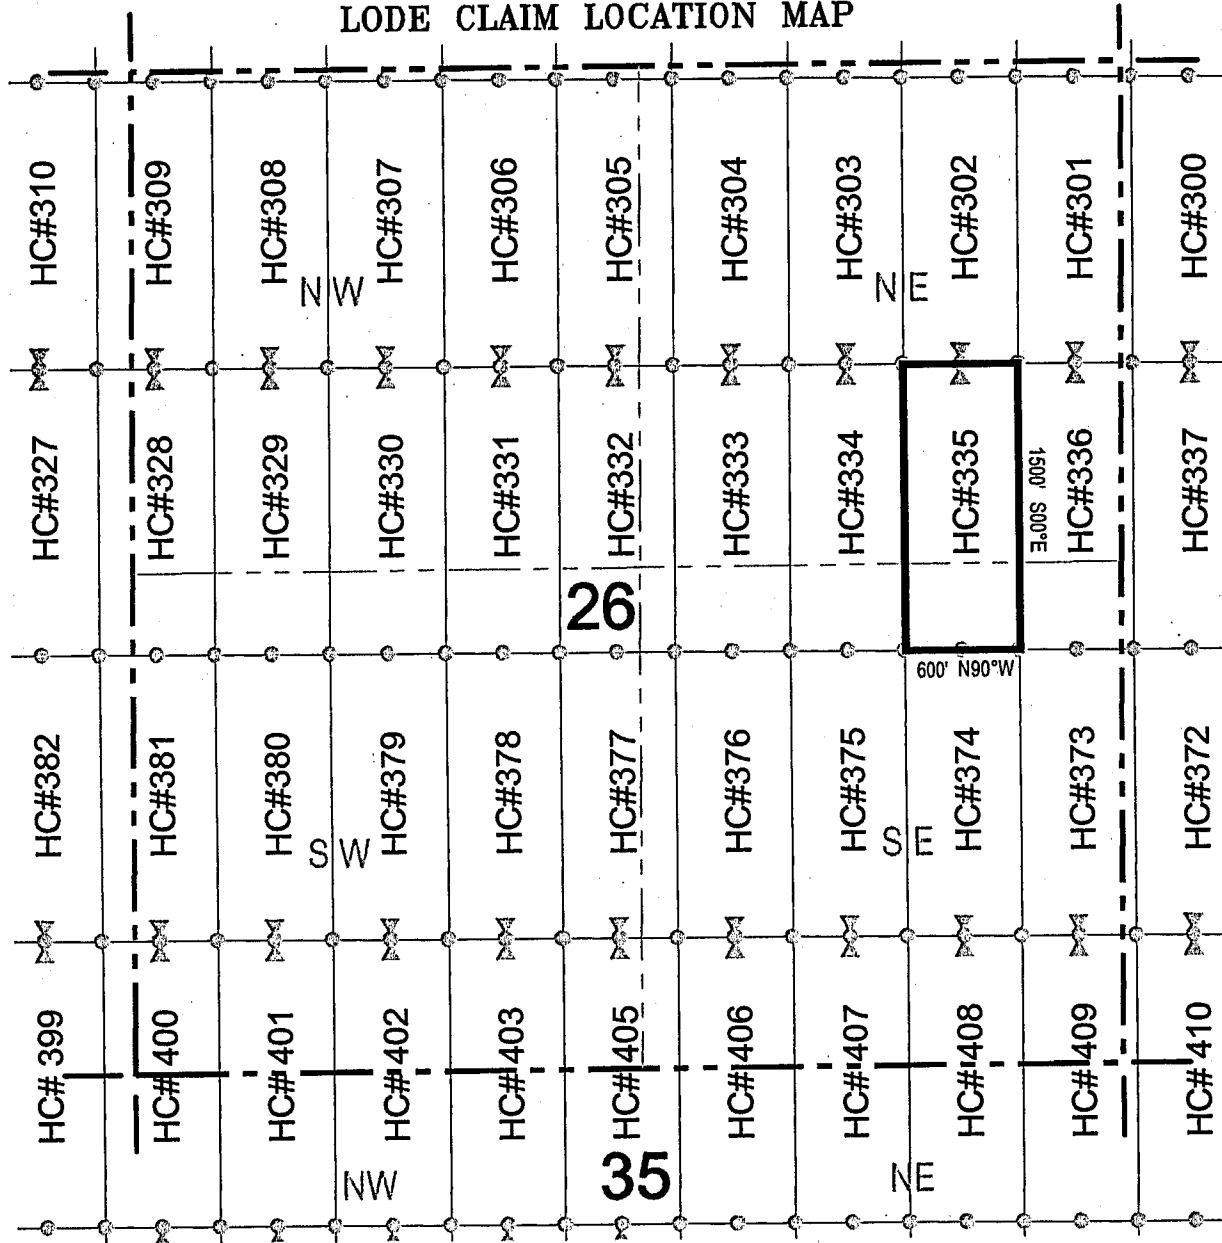 LODE CLAIM LOCATION MAP
HC#310
HC#309
HC#308
HC#307
HC#306
HC#305
HC#304
HC#303
HC#302
HC#301
HC#300
NW
NE
HC#327
HC#328
HC#329
HC#330
HC#331
HC#332
HC#333
HC#334
HC#335
1500' S00°E
HC#336
HC#337
26
600' N90°W
HC#382
HC#381
HC#380
HC#379
HC#378
HC#377
HC#376
HC#375
HC#374
HC#373
HC#372
SW
SE
HC# 399
HC# 400
HC# 401
HC# 402
HC# 403
HC# 405
HC# 406
HC# 407
HC# 408
HC# 409
HC# 410
NW
35
NE